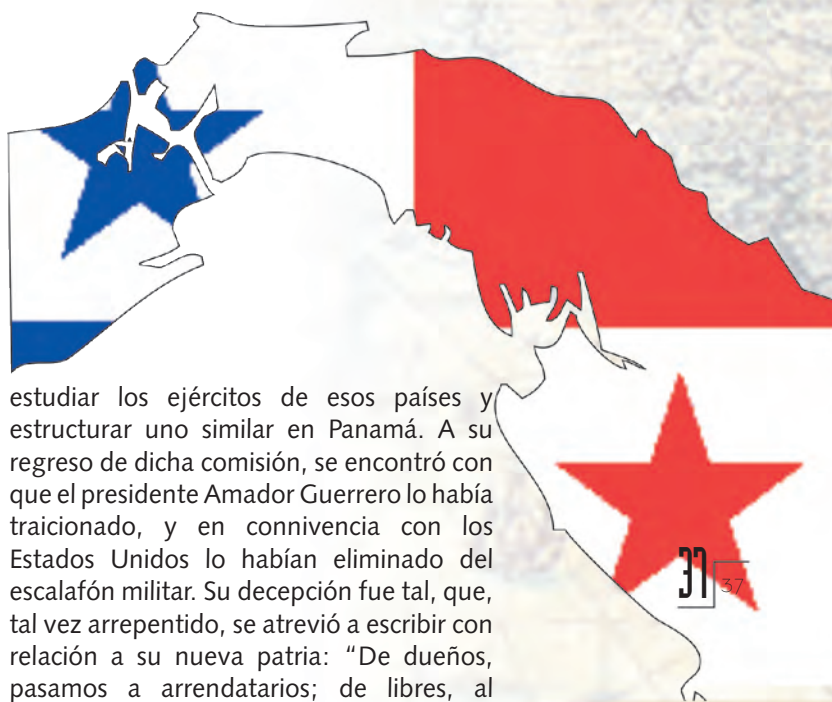 estudiar los ejércitos de esos países y
estructurar uno similar en Panamá. A su
regreso de dicha comisión, se encontró con
que el presidente Amador Guerrero lo había
traicionado, y en connivencia con los
Estados Unidos lo habían eliminado del
escalafón militar. Su decepción fue tal, que,
tal vez arrepentido, se atrevió a escribir con
relación a su nueva patria: “De dueños,
pasamos a arrendatarios; de libres, al
37
37